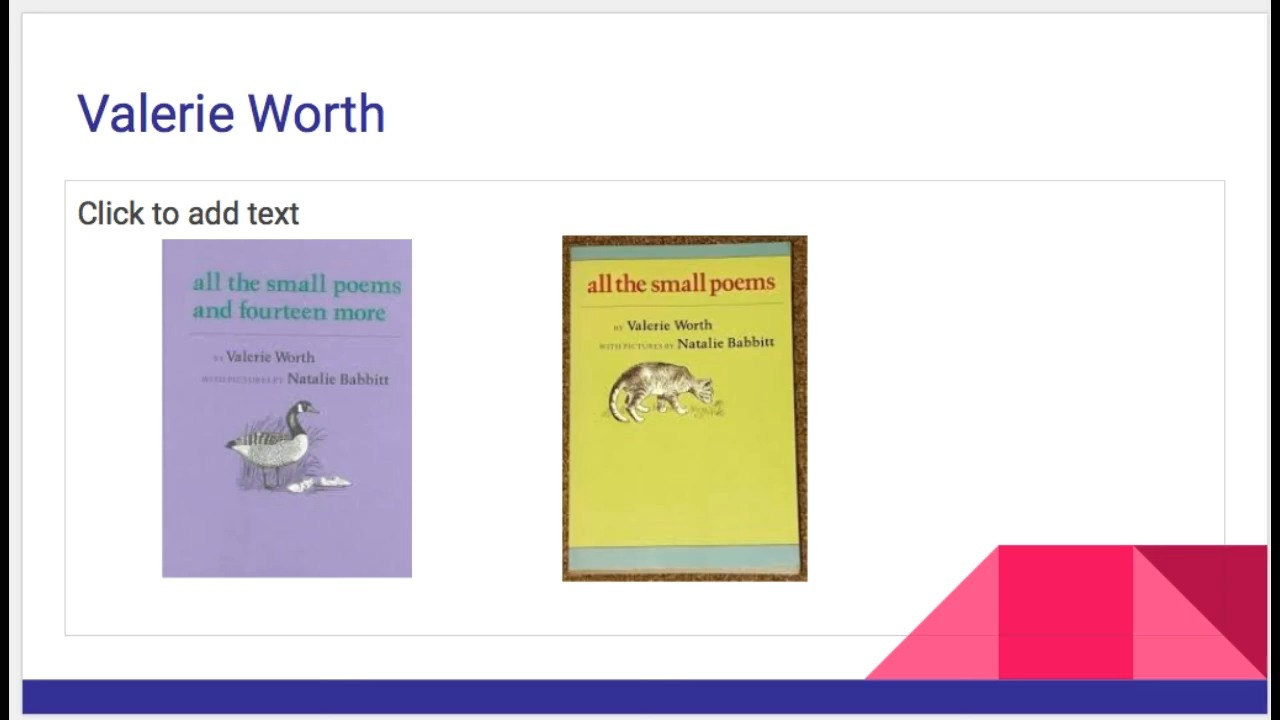 Valerie Worth
Click to add text
all the small poems
and fourteen more
BY Valerie Worth
WITH PICTURES BY Natalie Babbitt
all the small poems
BY Valerie Worth
WITH PICTURES BY Natalie Babbitt